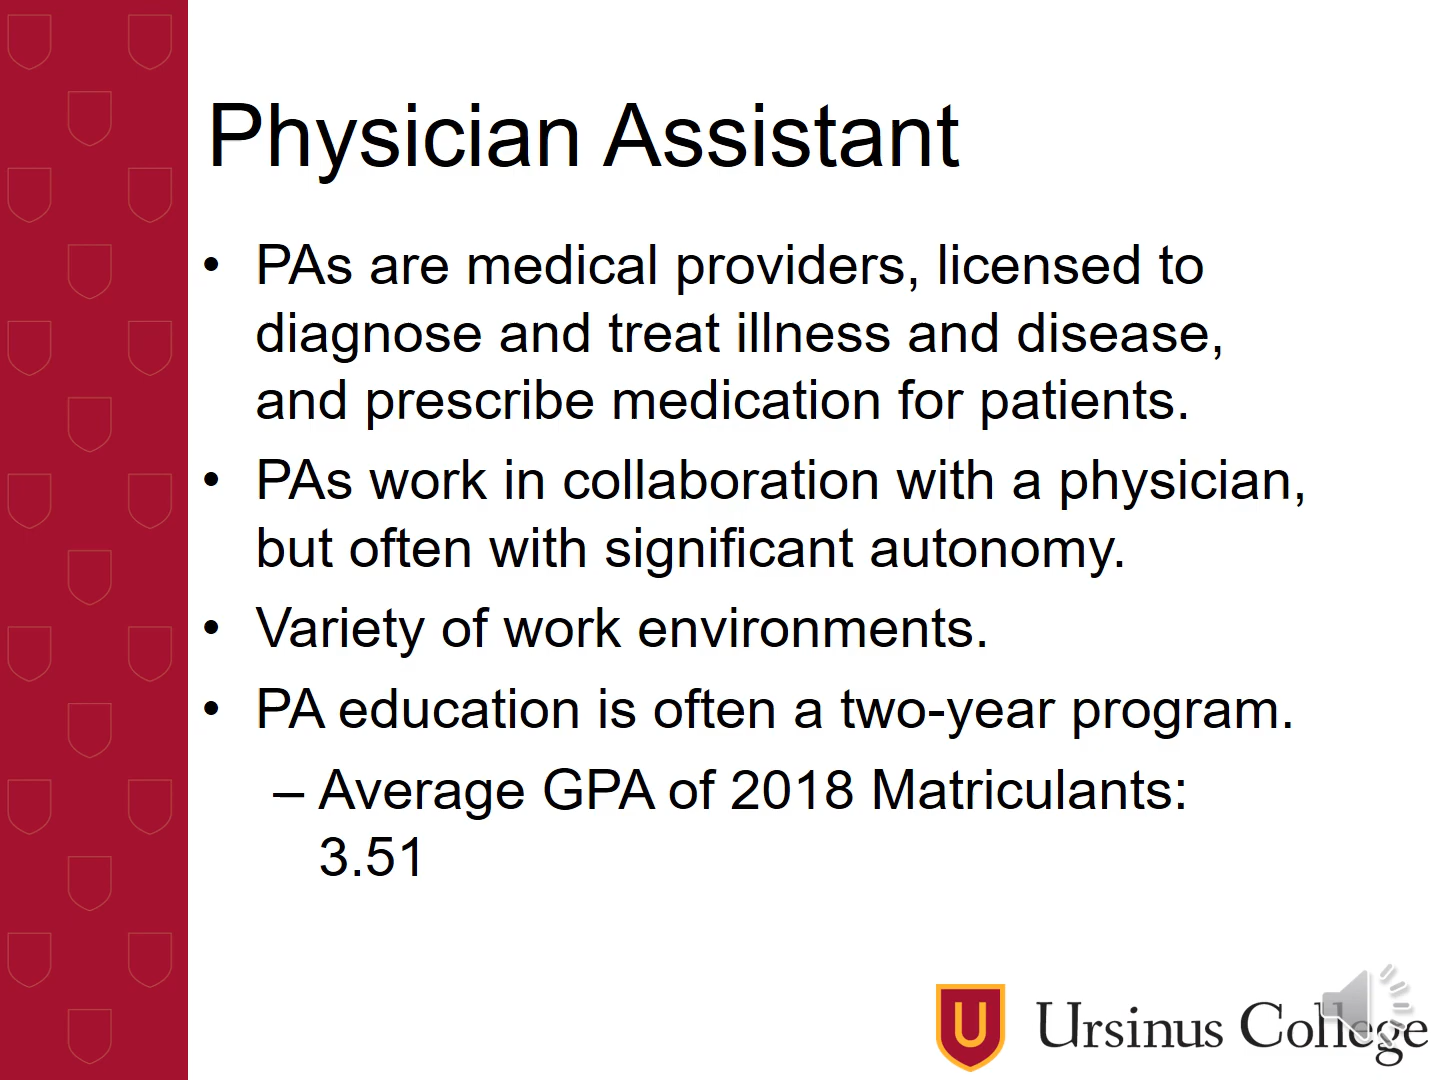 Physician Assistant
• PAs are medical providers, licensed to
diagnose and treat illness and disease,
and prescribe medication for patients.
• PAs work in collaboration with a physician,
but often with significant autonomy.
• Variety of work environments.
• PA education is often a two-year program.
– Average GPA of 2018 Matriculants:
3.51
U Ursinus College